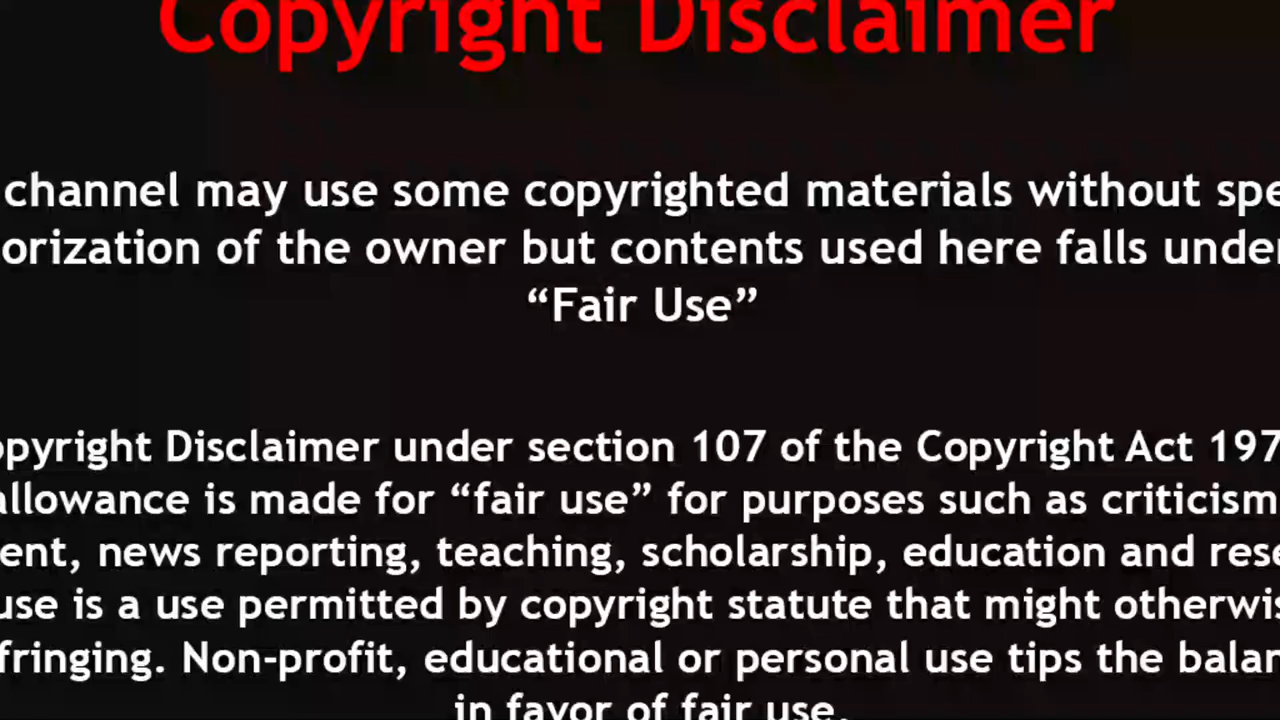 Copyright Disclaimer
channel may use some copyrighted materials without spe
orization of the owner but contents used here falls under
“Fair Use”
opyright Disclaimer under section 107 of the Copyright Act 197
allowance is made for “fair use” for purposes such as criticism
ent, news reporting, teaching, scholarship, education and rese
use is a use permitted by copyright statute that might otherwis
fringing. Non-profit, educational or personal use tips the balan
in favor of fair use.